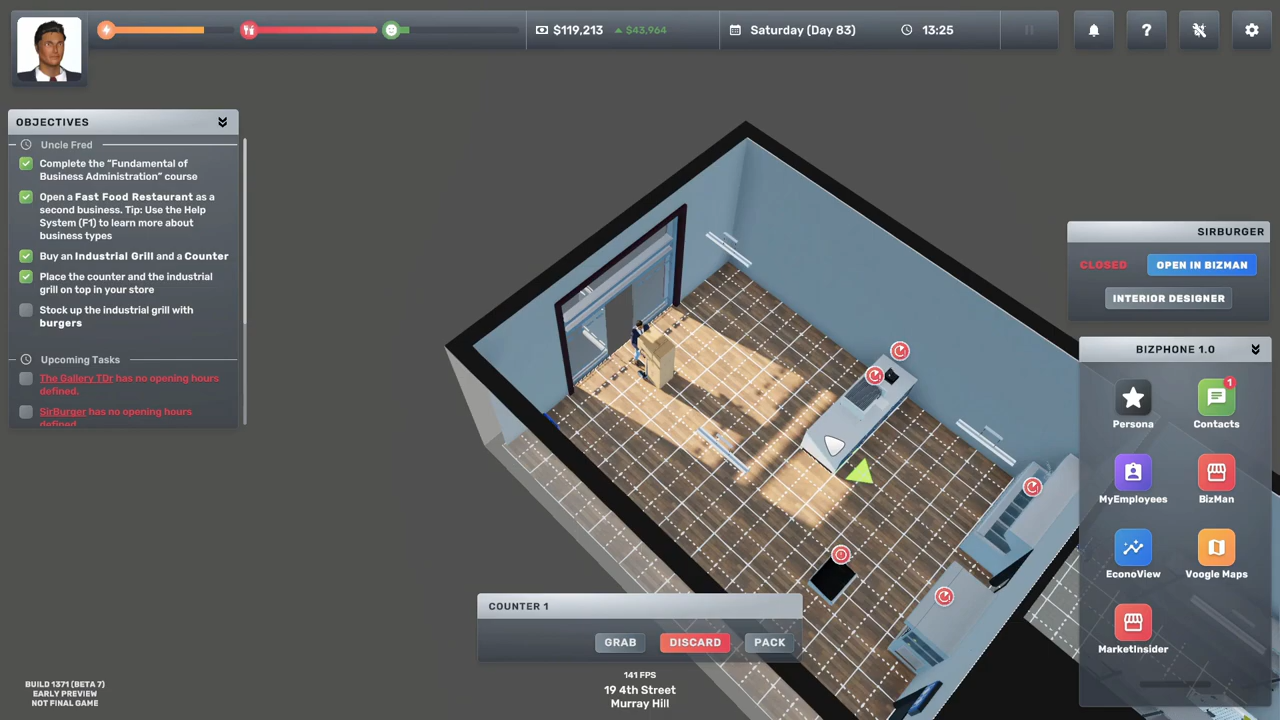 $119,213
$43,964
Saturday (Day 83)
13:25
?
OBJECTIVES
Uncle Fred
Complete the "Fundamental of
Business Administration" course
Open a Fast Food Restaurant as a
second business. Tip: Use the Help
System (F1) to learn more about
business types
Buy an Industrial Grill and a Counter
Place the counter and the industrial
grill on top in your store
Stock up the industrial grill with
burgers
Upcoming Tasks
The Gallery TDr has no opening hours
defined.
SirBurger has no opening hours
defined.
SIRBURGER
CLOSED
OPEN IN BIZMAN
INTERIOR DESIGNER
BIZPHONE 1.0
Persona
1
Contacts
MyEmployees
BizMan
EconoView
Voogle Maps
MarketInsider
COUNTER 1
GRAB
DISCARD
PACK
141 FPS
19 4th Street
Murray Hill
BUILD 1371 (BETA 7)
EARLY PREVIEW
NOT FINAL GAME